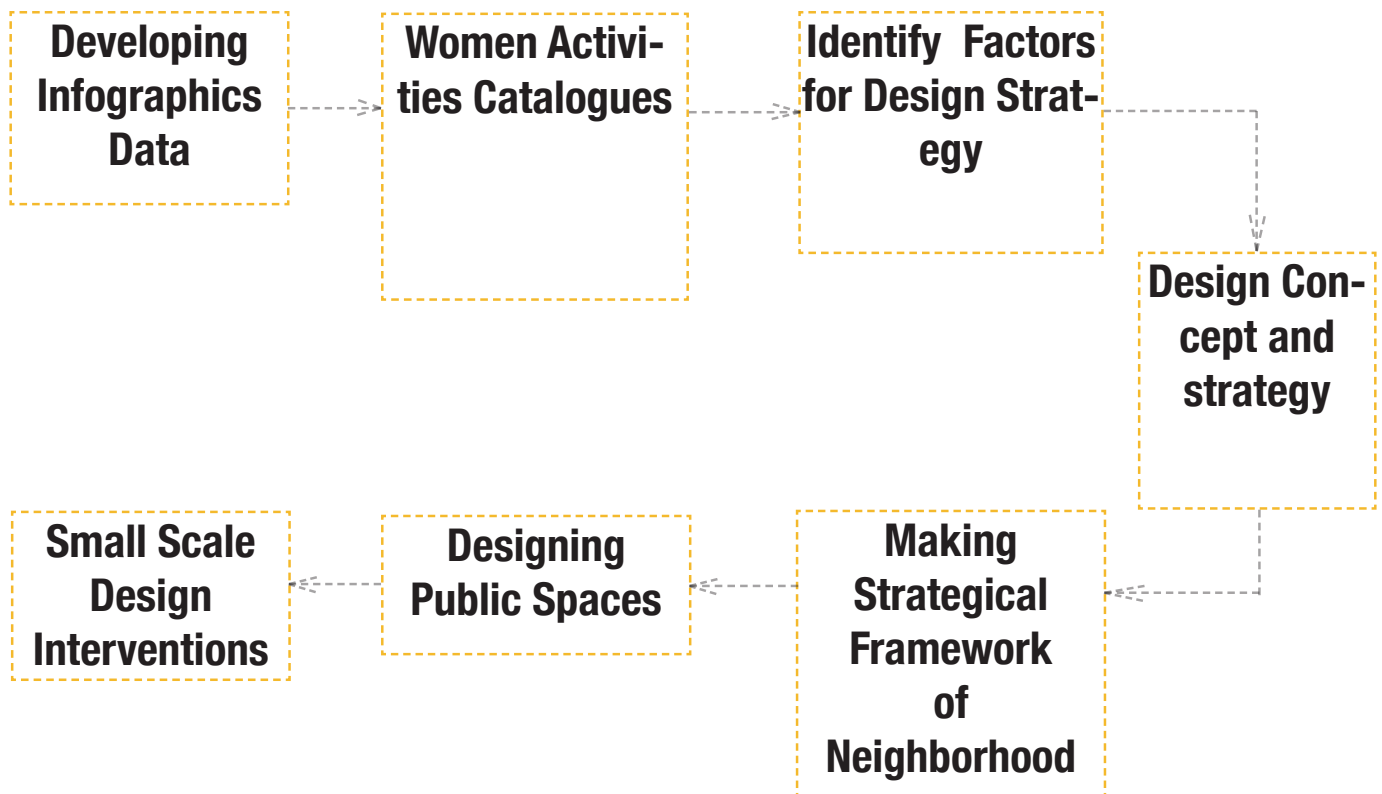 Developing
Infographics
Data
Women Activi-
ties Catalogues
Identify  Factors
for Design Strat-
egy
Design Con-
cept and
strategy
Making
Strategical
Framework
of
Neighborhood
Designing
Public Spaces
Small Scale
Design
Interventions